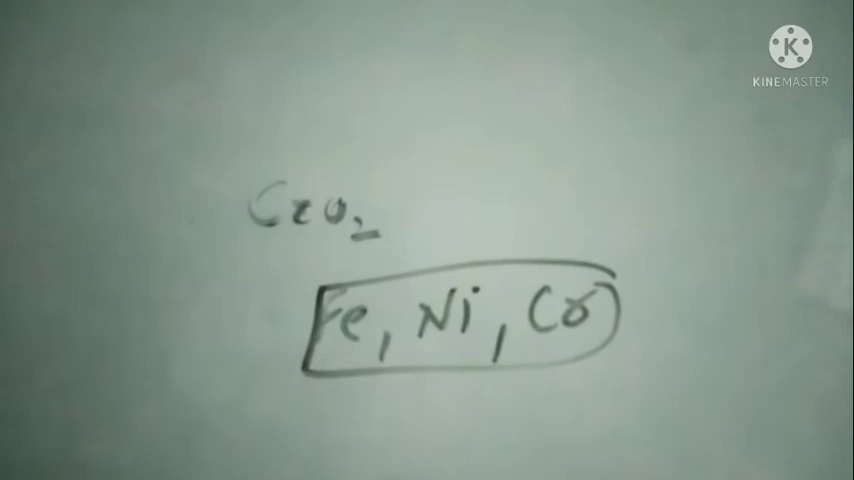 KINEMASTER
CrO₂
Fe, Ni, Co